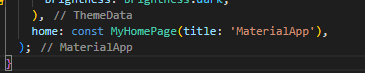 brightness: Brightness.dark,
), // ThemeData
home: const MyHomePage(title: 'MaterialApp'),
); // MaterialApp
}